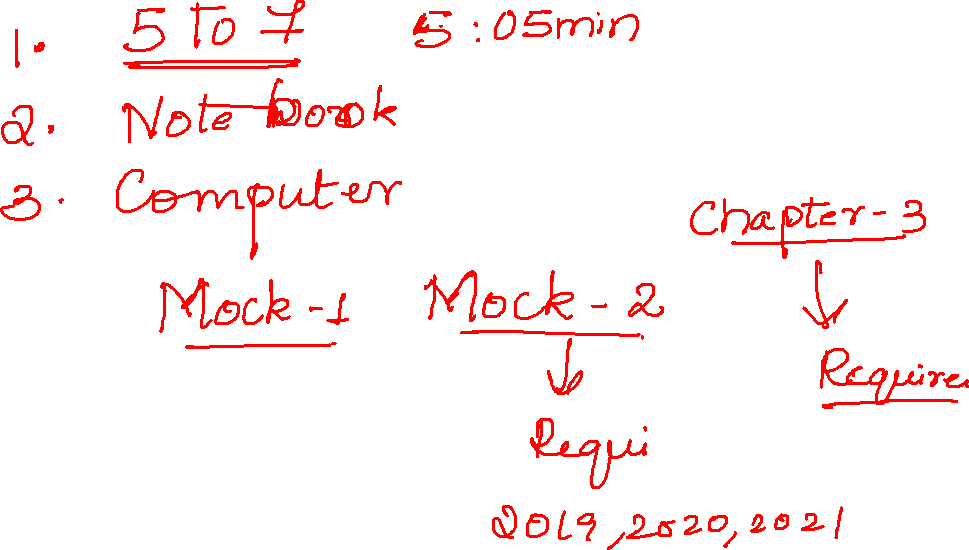 1. 5 To 7 5:05min
2. Note book
3. Computer
Chapter-3
Mock-1 Mock-2
Require
Requi
2019, 2020, 2021